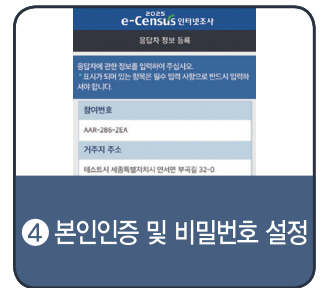 2025
e-Census 인터넷조사
응답자 정보 등록
응답자에 관한 정보를 입력하여 주십시오.
* 표시가 되어 있는 항목은 필수 입력 사항으로 반드시 입력하
셔야 합니다.
참여번호
AAR-286-ZEA
거주지 주소
테스트시 세종특별자치시 연서면 부곡길 32-0
4 본인인증 및 비밀번호 설정